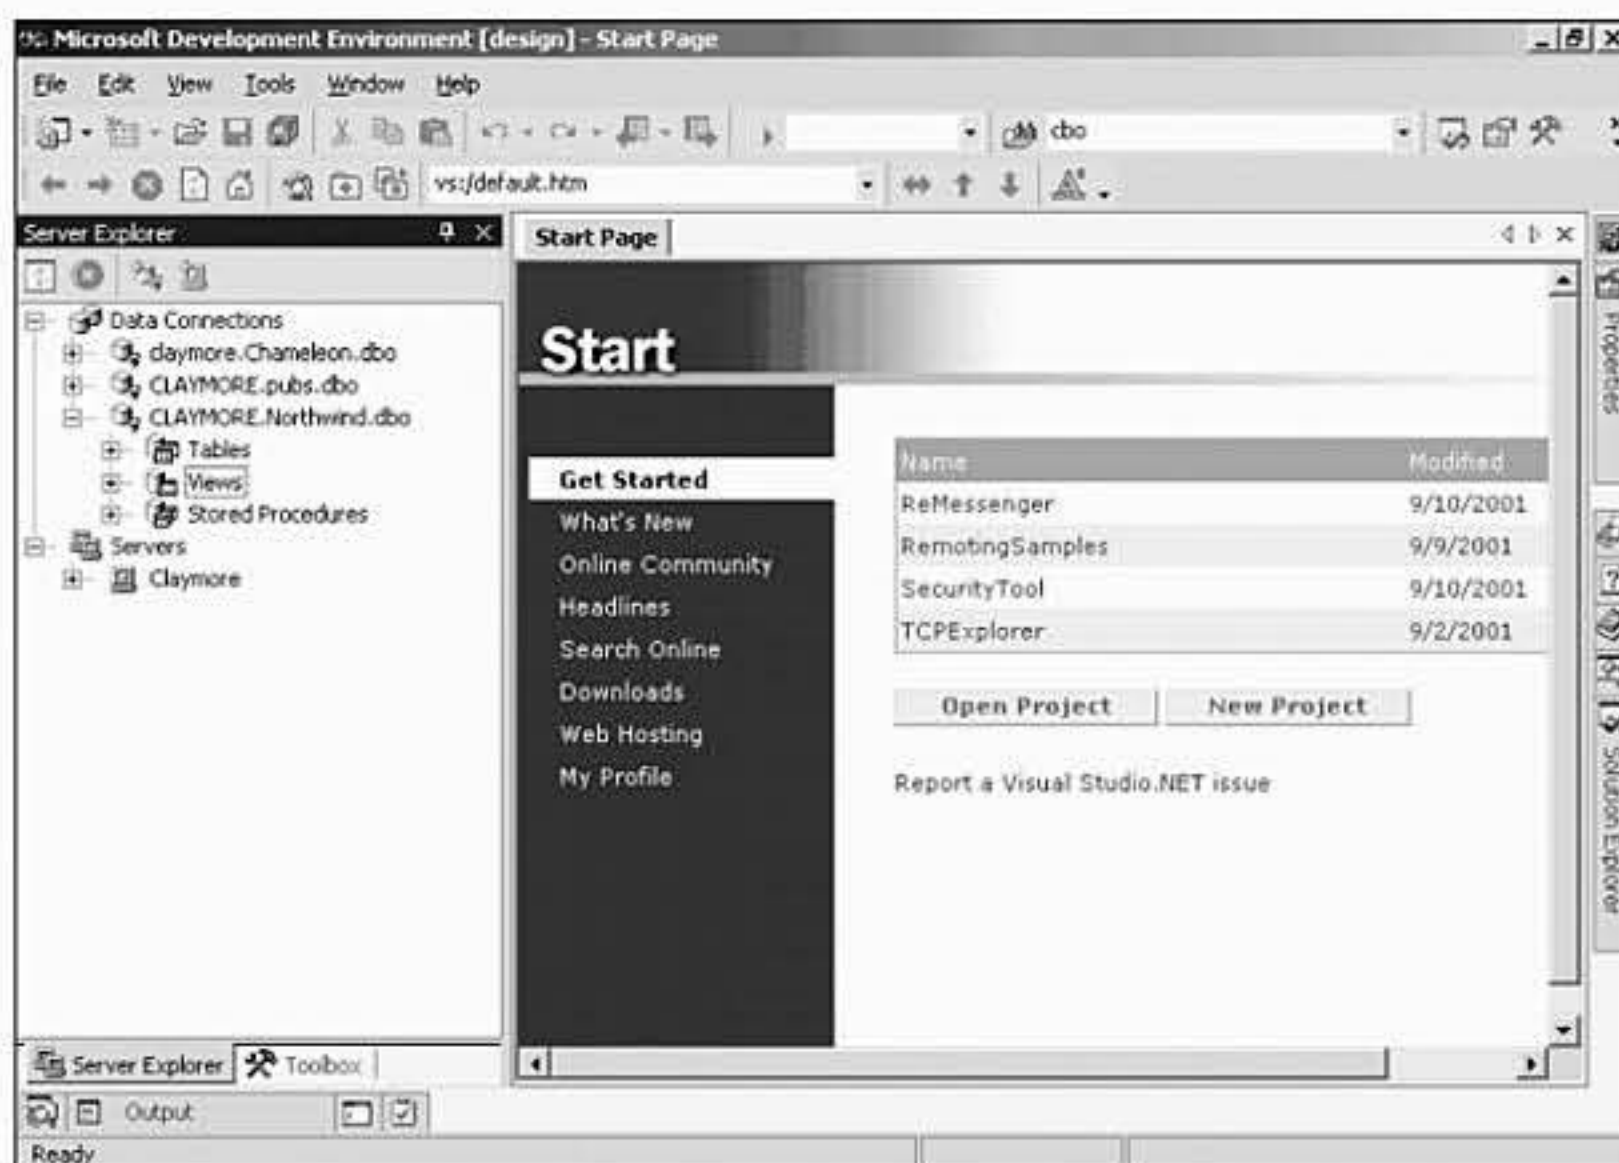 Microsoft Development Environment [design] - Start Page
File Edit View Tools Window Help
dbo
vs:/default.htm
Server Explorer
Start Page
Data Connections
claymore.Chameleon.dbo
CLAYMORE.pubs.dbo
CLAYMORE.Northwind.dbo
Tables
Views
Stored Procedures
Servers
Claymore
Server Explorer Toolbox
Start
Get Started
What's New
Online Community
Headlines
Search Online
Downloads
Web Hosting
My Profile
Name Modified
ReMessenger 9/10/2001
RemotingSamples 9/9/2001
SecurityTool 9/10/2001
TCPExplorer 9/2/2001
Open Project New Project
Report a Visual Studio.NET issue
Properties
Solution Explorer
Output
Ready